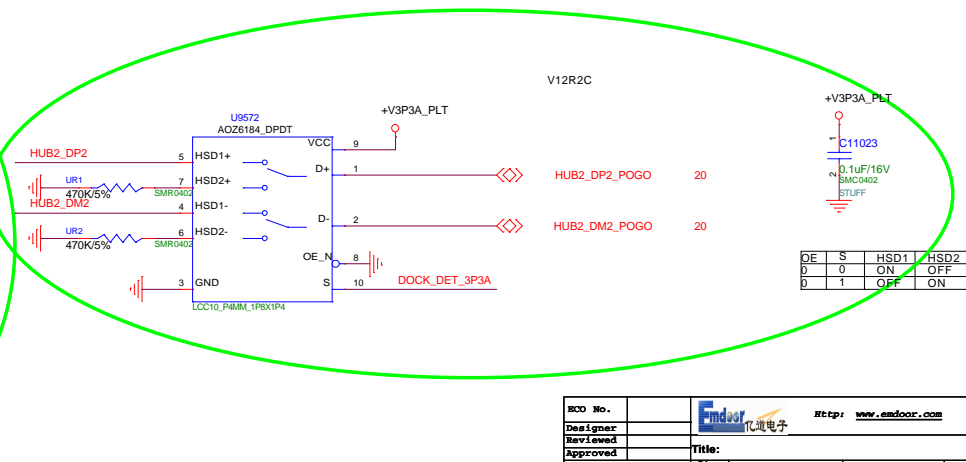 V12R2C
+V3P3A_PLT
+V3P3A_PLT
U9572
AOZ6184_DPDT
HUB2_DP2
5
HSD1+
VCC
9
D+
1
HUB2_DP2_POGO
20
UR1
470K/5%
SMR0402
7
HSD2+
HUB2_DM2
4
HSD1-
D-
2
HUB2_DM2_POGO
20
UR2
470K/5%
SMR0402
6
HSD2-
OE_N
8
3
GND
S
10
DOCK_DET_3P3A
LCC10_P4MM_1P8X1P4
1
C11023
0.1uF/16V
2
SMC0402
STUFF
OE S HSD1 HSD2
0 0 ON OFF
0 1 OFF ON
ECO No.
Designer
Reviewed
Approved
Emdoor 亿道电子
Http: www.emdoor.com
Title: